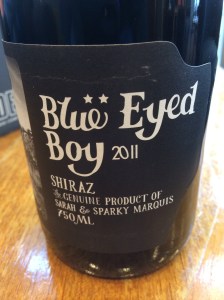 Blue Eyed
Boy 2011
SHIRAZ
A GENUINE PRODUCT OF
SARAH & SPARKY MARQUIS
750ML